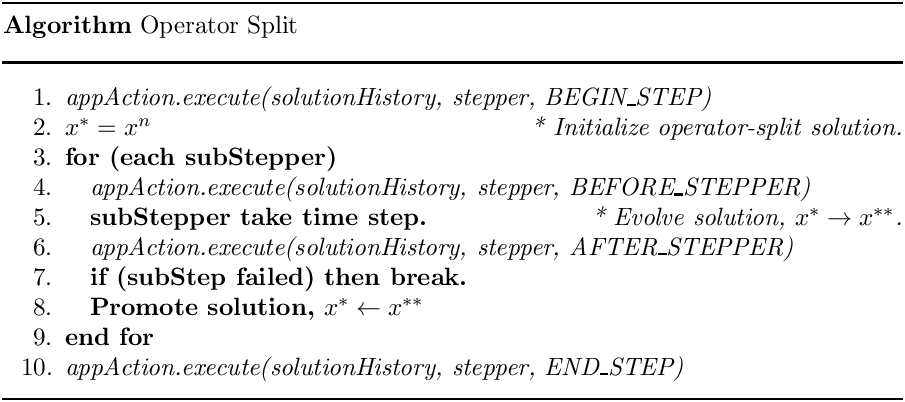 Algorithm Operator Split
1. appAction.execute(solutionHistory, stepper, BEGIN_STEP)
2. x* = xⁿ * Initialize operator-split solution.
3. for (each subStepper)
4. appAction.execute(solutionHistory, stepper, BEFORE_STEPPER)
5. subStepper take time step. * Evolve solution, x* → x**.
6. appAction.execute(solutionHistory, stepper, AFTER_STEPPER)
7. if (subStep failed) then break.
8. Promote solution, x* ← x**
9. end for
10. appAction.execute(solutionHistory, stepper, END_STEP)